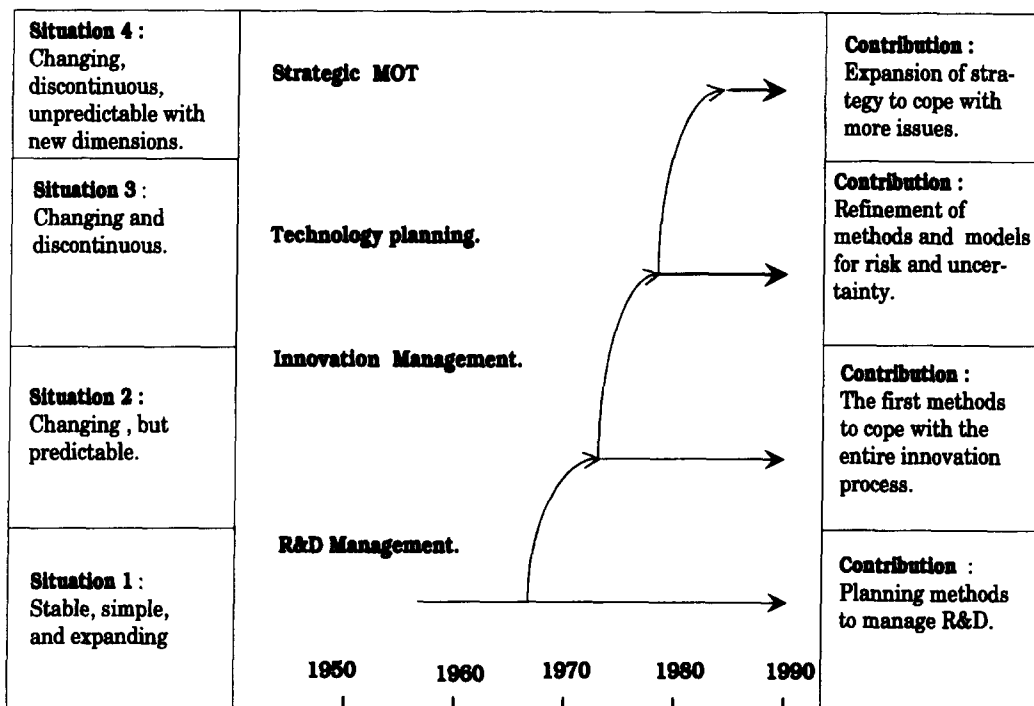 Situation 4 :
Changing,
discontinuous,
unpredictable with
new dimensions.
Strategic MOT
Contribution :
Expansion of stra-
tegy to cope with
more issues.
Situation 3 :
Changing and
discontinuous.
Technology planning.
Contribution :
Refinement of
methods and models
for risk and uncer-
tainty.
Situation 2 :
Changing , but
predictable.
Innovation Management.
Contribution :
The first methods
to cope with the
entire innovation
process.
Situation 1 :
Stable, simple,
and expanding
R&D Management.
Contribution :
Planning methods
to manage R&D.
1950 1960 1970 1980 1990